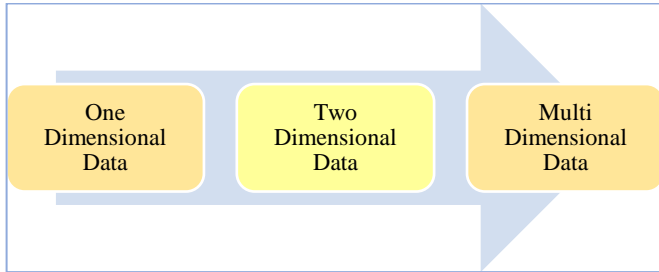 One
Dimensional
Data
Two
Dimensional
Data
Multi
Dimensional
Data